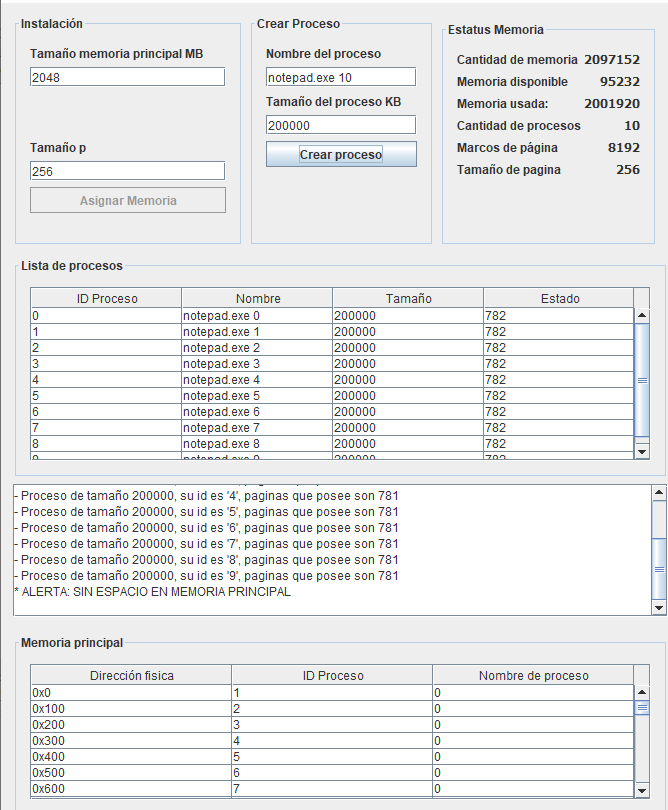 Instalación
Tamaño memoria principal MB
2048
Tamaño p
256
Asignar Memoria
Crear Proceso
Nombre del proceso
notepad.exe 10
Tamaño del proceso KB
200000
Crear proceso
Estatus Memoria
Cantidad de memoria 2097152
Memoria disponible 95232
Memoria usada: 2001920
Cantidad de procesos 10
Marcos de página 8192
Tamaño de pagina 256
Lista de procesos
ID Proceso Nombre Tamaño Estado
0 notepad.exe 0 200000 782
1 notepad.exe 1 200000 782
2 notepad.exe 2 200000 782
3 notepad.exe 3 200000 782
4 notepad.exe 4 200000 782
5 notepad.exe 5 200000 782
6 notepad.exe 6 200000 782
7 notepad.exe 7 200000 782
8 notepad.exe 8 200000 782
9 notepad.exe 9 200000 782
- Proceso de tamaño 200000, su id es '4', paginas que posee son 781
- Proceso de tamaño 200000, su id es '5', paginas que posee son 781
- Proceso de tamaño 200000, su id es '6', paginas que posee son 781
- Proceso de tamaño 200000, su id es '7', paginas que posee son 781
- Proceso de tamaño 200000, su id es '8', paginas que posee son 781
- Proceso de tamaño 200000, su id es '9', paginas que posee son 781
* ALERTA: SIN ESPACIO EN MEMORIA PRINCIPAL
Memoria principal
Dirección fisica ID Proceso Nombre de proceso
0x0 1 0
0x100 2 0
0x200 3 0
0x300 4 0
0x400 5 0
0x500 6 0
0x600 7 0